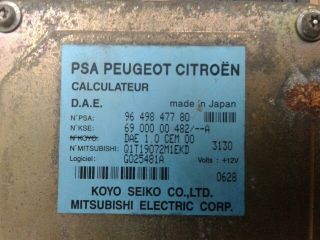 PSA PEUGEOT CITROËN
CALCULATEUR
D.A.E. made in Japan
N°PSA: 96 498 477 80
N°KSE: 69 000 00 482/--A
N°KOYO: DAE 1.0 CEM 00
N°MITSUBISHI: Q1T19072M1EKD 3130
Logiciel: G025481A Volts : +12V
0628
KOYO SEIKO CO.,LTD.
MITSUBISHI ELECTRIC CORP.